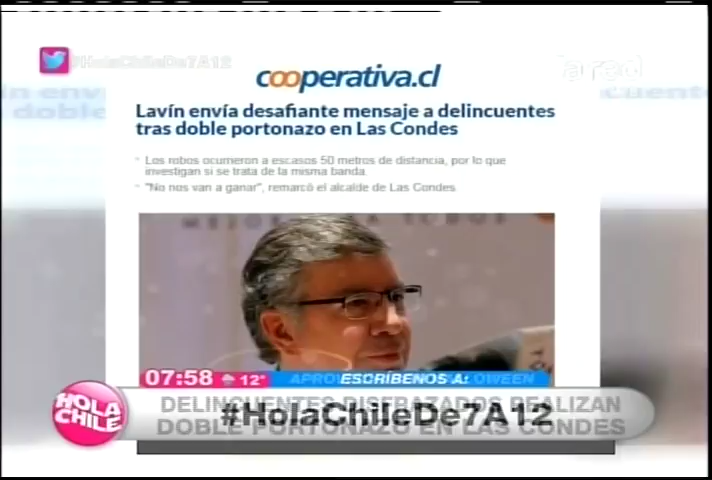 #HolaChileDe7A12
lared
cooperativa.cl
Lavín envía desafiante mensaje a delincuentes
tras doble portonazo en Las Condes
Los robos ocurrieron a escasos 50 metros de distancia, por lo que
investigan si se trata de la misma banda.
"No nos van a ganar", remarcó el alcalde de Las Condes.
07:58 12°
ESCRÍBENOS A:
HOLA
CHILE
#HolaChileDe7A12
DELINCUENTES DISFRAZADOS REALIZAN
DOBLE PORTONAZO EN LAS CONDES